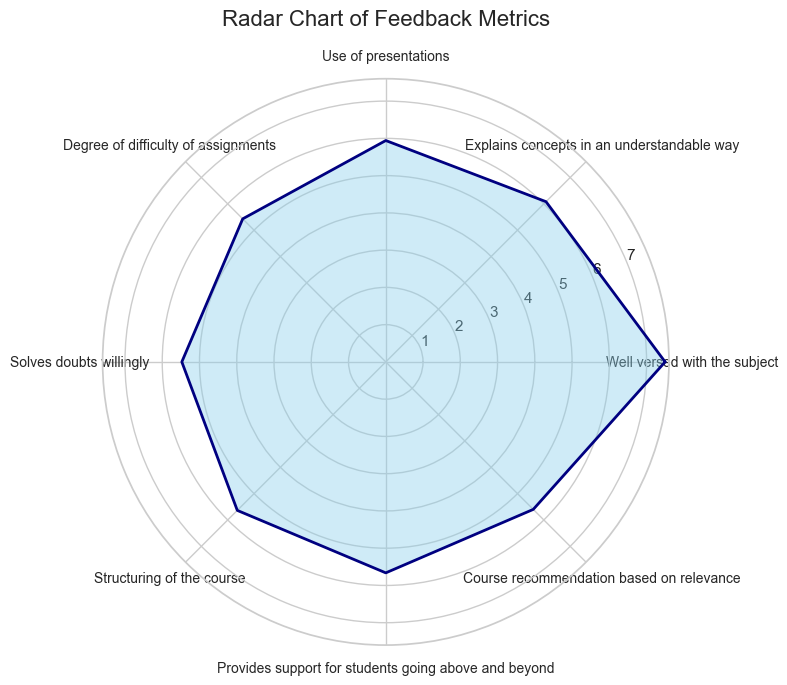 Radar Chart of Feedback Metrics
Use of presentations
Degree of difficulty of assignments
Explains concepts in an understandable way
7
6
5
4
3
2
1
Solves doubts willingly
Well versed with the subject
Structuring of the course
Course recommendation based on relevance
Provides support for students going above and beyond